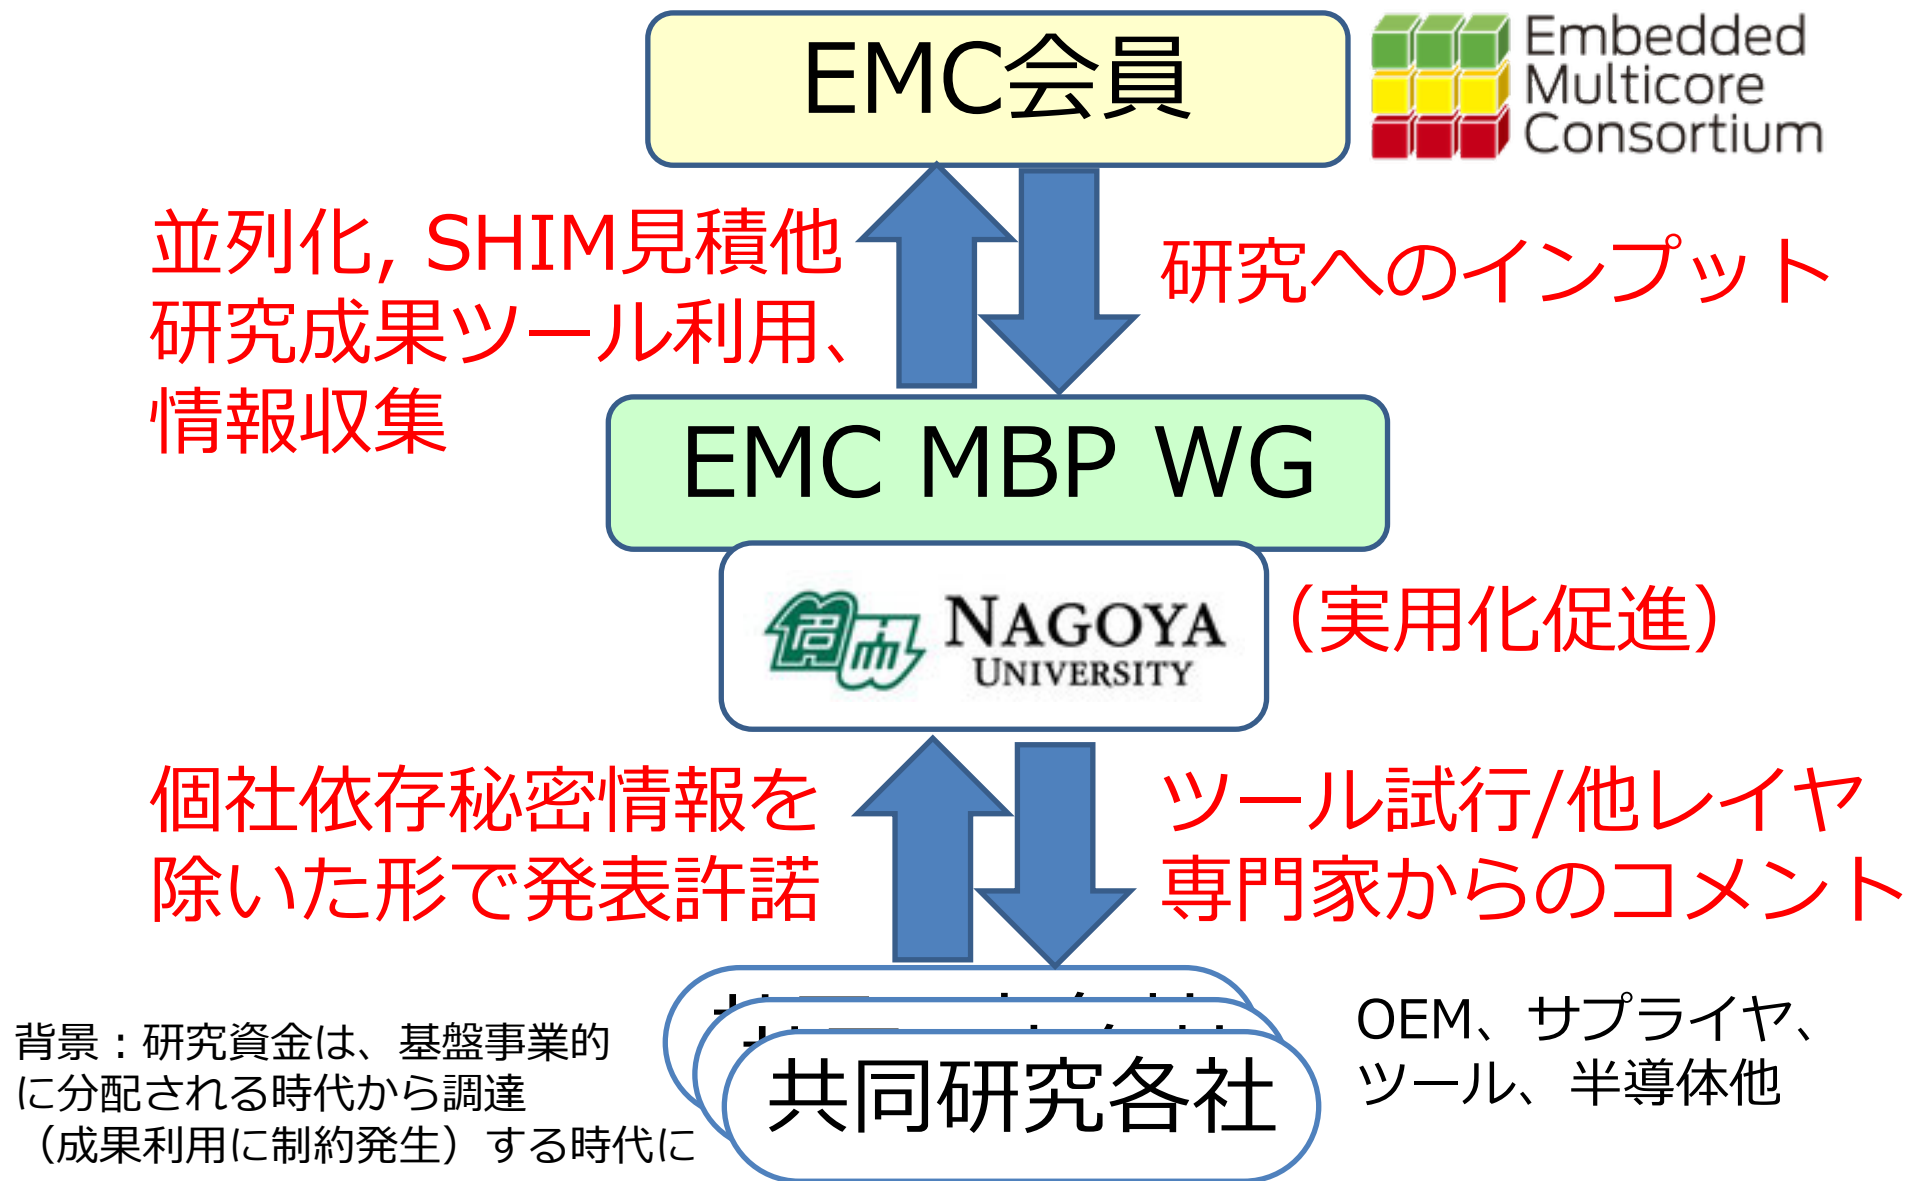 EMC会員
Embedded
Multicore
Consortium
並列化, SHIM見積他
研究成果ツール利用、
情報収集
研究へのインプット
EMC MBP WG
NAGOYA
UNIVERSITY
（実用化促進）
個社依存秘密情報を
除いた形で発表許諾
ツール試行/他レイヤ
専門家からのコメント
共同研究各社
OEM、サプライヤ、
ツール、半導体他
背景：研究資金は、基盤事業的
に分配される時代から調達
（成果利用に制約発生）する時代に